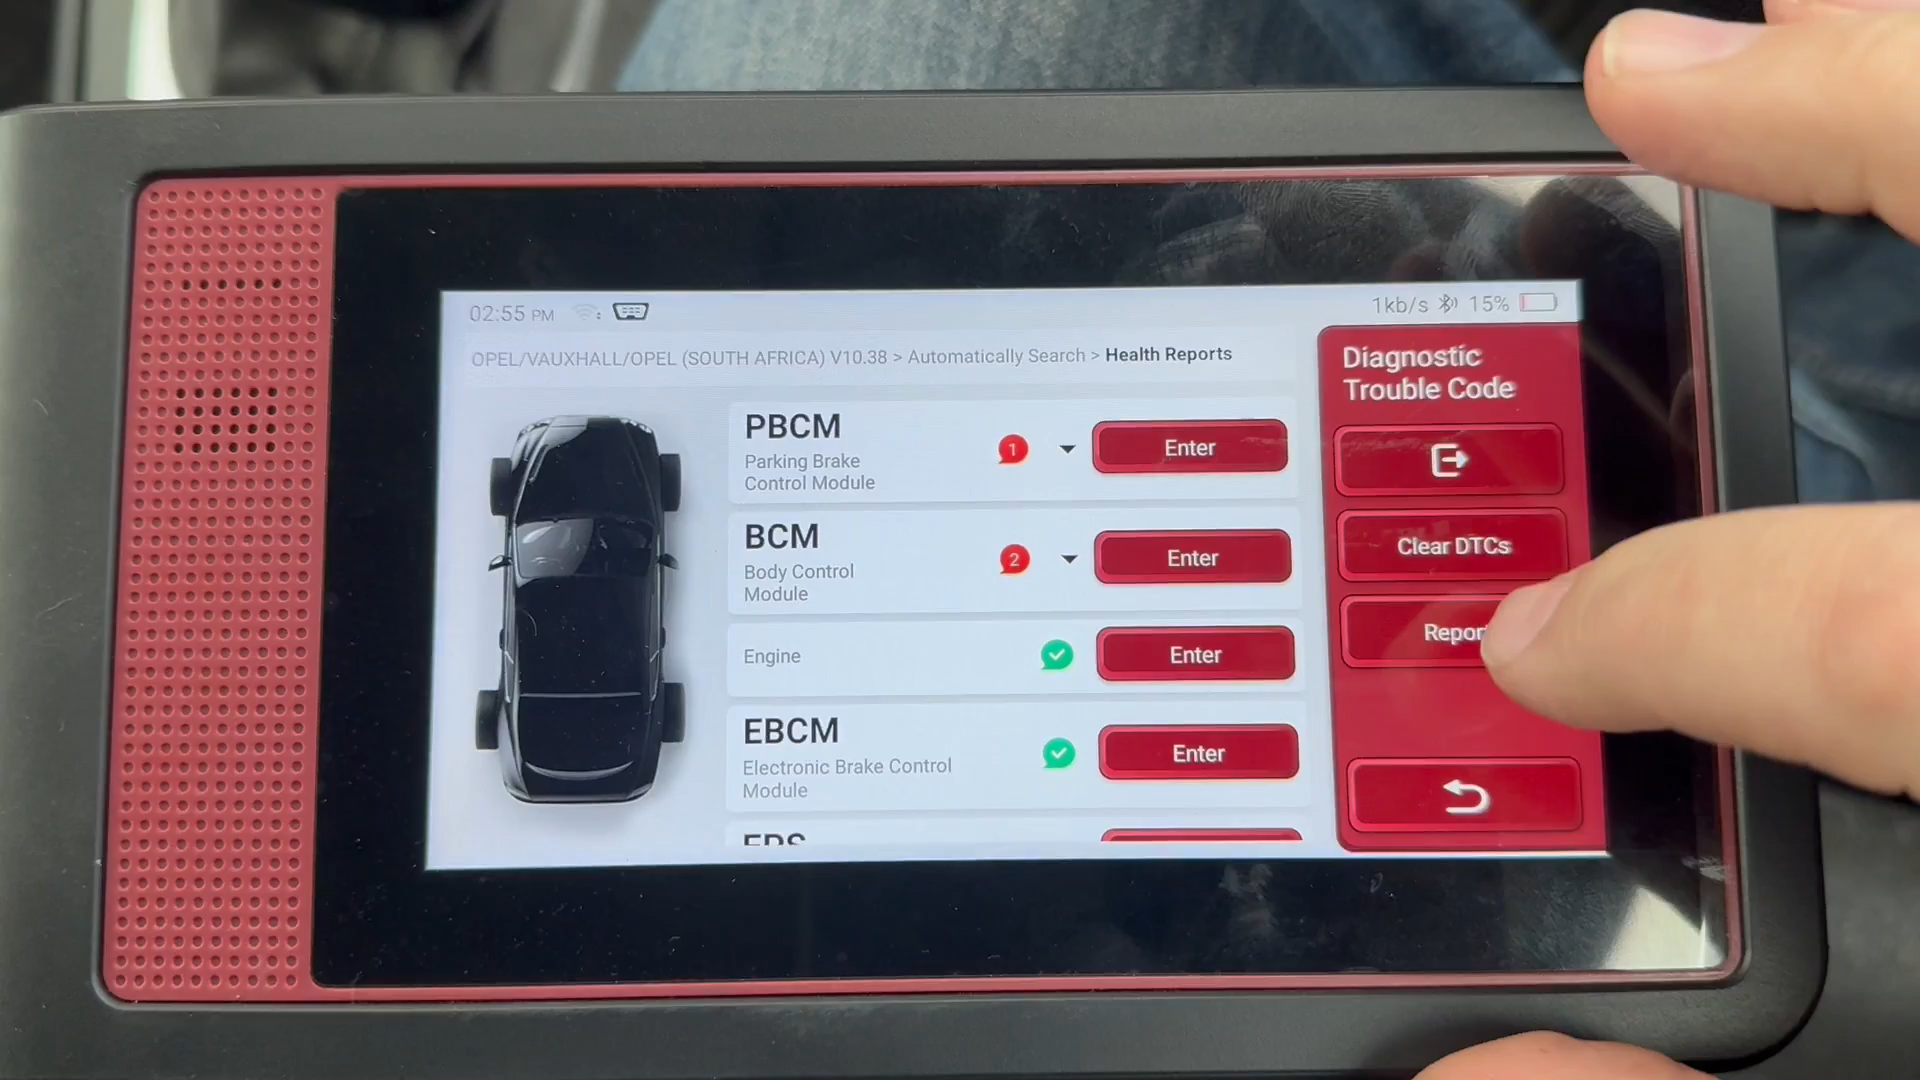 02:55 PM
1kb/s 15%
OPEL/VAUXHALL/OPEL (SOUTH AFRICA) V10.38 > Automatically Search > Health Reports
PBCM
Parking Brake
Control Module
1
Enter
BCM
Body Control
Module
2
Enter
Engine
Enter
EBCM
Electronic Brake Control
Module
Enter
Diagnostic
Trouble Code
Clear DTCs
Report